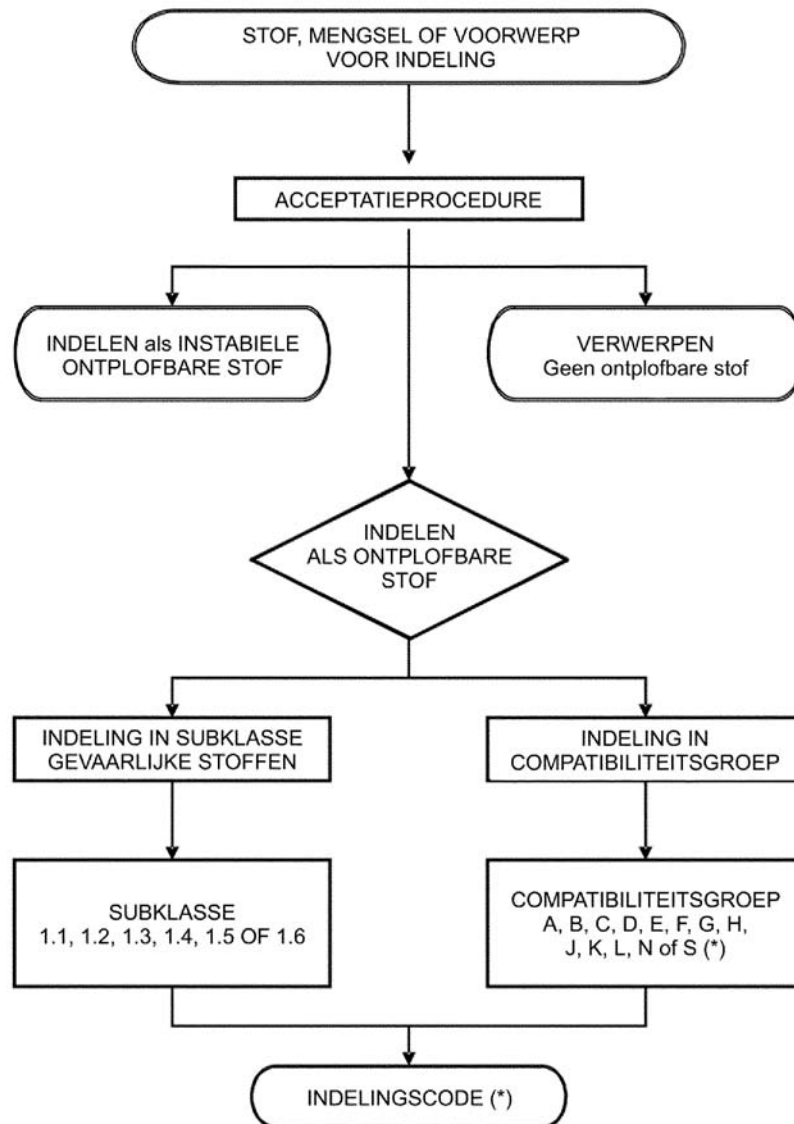 STOF, MENGSEL OF VOORWERP
VOOR INDELING
ACCEPTATIEPROCEDURE
INDELEN als INSTABIELE
ONTPLOFBARE STOF
VERWERPEN
Geen ontplofbare stof
INDELEN
ALS ONTPLOFBARE
STOF
INDELING IN SUBKLASSE
GEVAARLIJKE STOFFEN
INDELING IN
COMPATIBILITEITSGROEP
SUBKLASSE
1.1, 1.2, 1.3, 1.4, 1.5 OF 1.6
COMPATIBILITEITSGROEP
A, B, C, D, E, F, G, H,
J, K, L, N of S (*)
INDELINGSCODE (*)